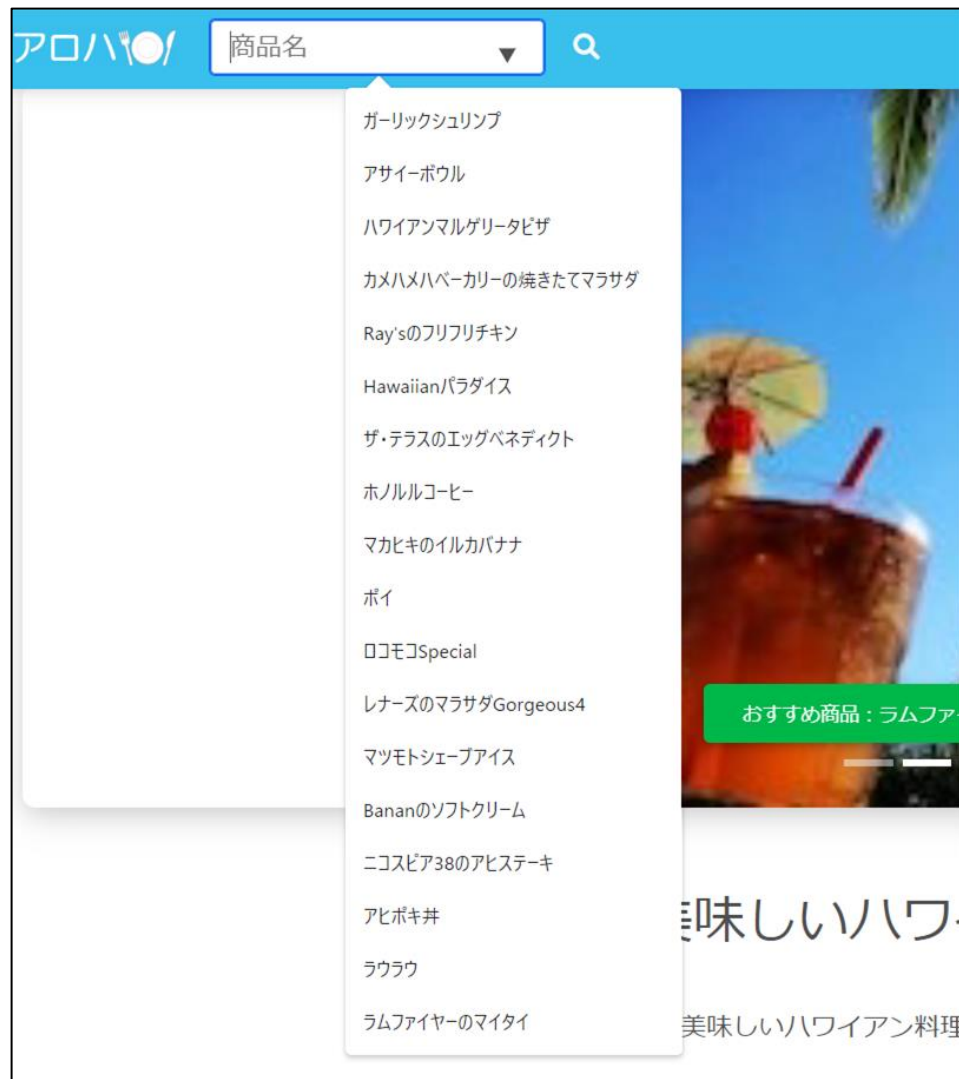 アロハ
商品名
ガーリックシュリンプ
アサイーボウル
ハワイアンマルゲリータピザ
カメハメハベーカリーの焼きたてマラサダ
Ray'sのフリフリチキン
Hawaiianパラダイス
ザ・テラスのエッグベネディクト
ホノルルコーヒー
マカヒキのイルカバナナ
ポイ
ロコモコSpecial
レナーズのマラサダGorgeous4
おすすめ商品：ラムファイ
マツモトシェーブアイス
Bananのソフトクリーム
ニコスピア38のアヒステーキ
アヒポキ丼
美味しいハワイ
ラウラウ
ラムファイヤーのマイタイ
美味しいハワイアン料理